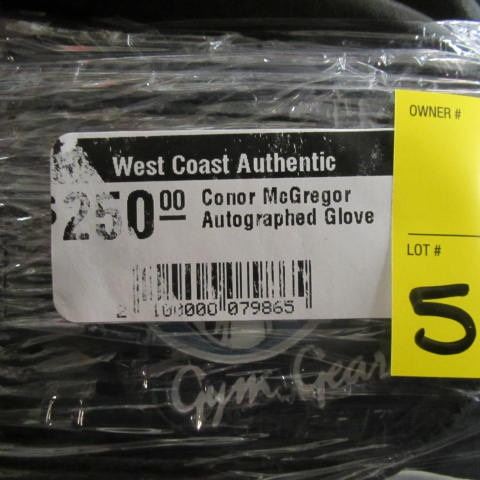 West Coast Authentic
$250 00 Conor McGregor
Autographed Glove
2 100000 079865
OWNER #
LOT #
5
Gym Gear